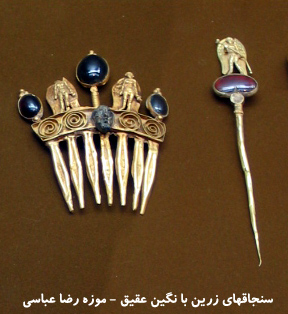 سنجاقهای زرین با نگین عقیق - موزه رضا عباسی